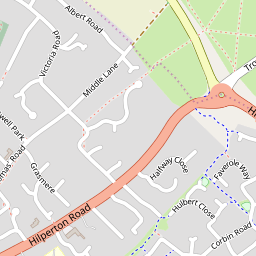 Albert Road
Victoria Road
Middle Lane
well Park
mas Road
Grasmere
Hilperton Road
Halfway Close
Hulbert Close
Faverole Way
Corbin Road
Tro
Hi